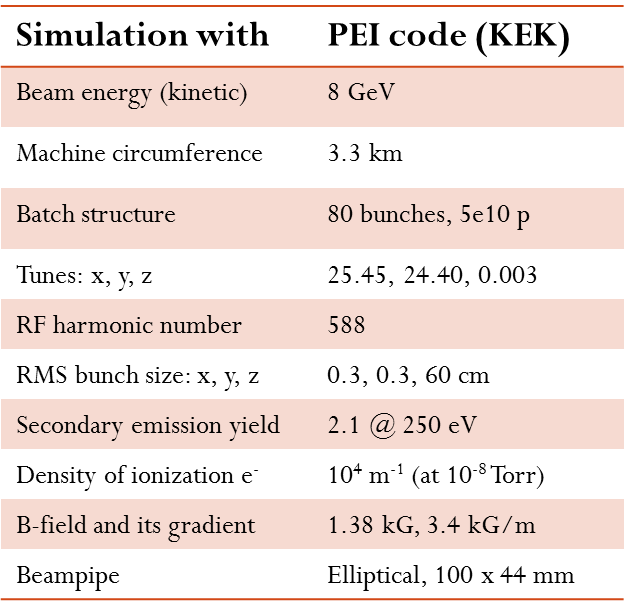 Simulation with PEI code (KEK)
Beam energy (kinetic) 8 GeV
Machine circumference 3.3 km
Batch structure 80 bunches, 5e10 p
Tunes: x, y, z 25.45, 24.40, 0.003
RF harmonic number 588
RMS bunch size: x, y, z 0.3, 0.3, 60 cm
Secondary emission yield 2.1 @ 250 eV
Density of ionization e⁻ 10⁴ m⁻¹ (at 10⁻⁸ Torr)
B-field and its gradient 1.38 kG, 3.4 kG/m
Beampipe Elliptical, 100 x 44 mm